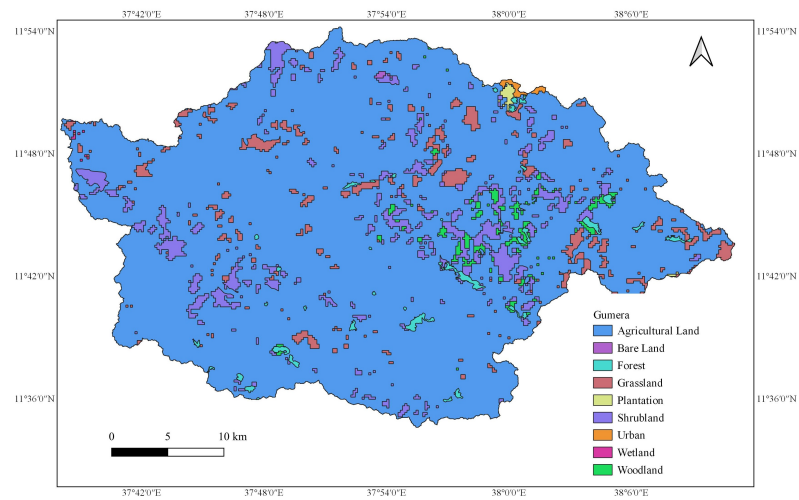 37°42'0"E 37°48'0"E 37°54'0"E 38°0'0"E 38°6'0"E
11°54'0"N 11°54'0"N
11°48'0"N 11°48'0"N
11°42'0"N 11°42'0"N
Gumera
Agricultural Land
Bare Land
Forest
Grassland
11°36'0"N Plantation 11°36'0"N
Shrubland
Urban
0 5 10 km
Wetland
Woodland
37°42'0"E 37°48'0"E 37°54'0"E 38°0'0"E 38°6'0"E